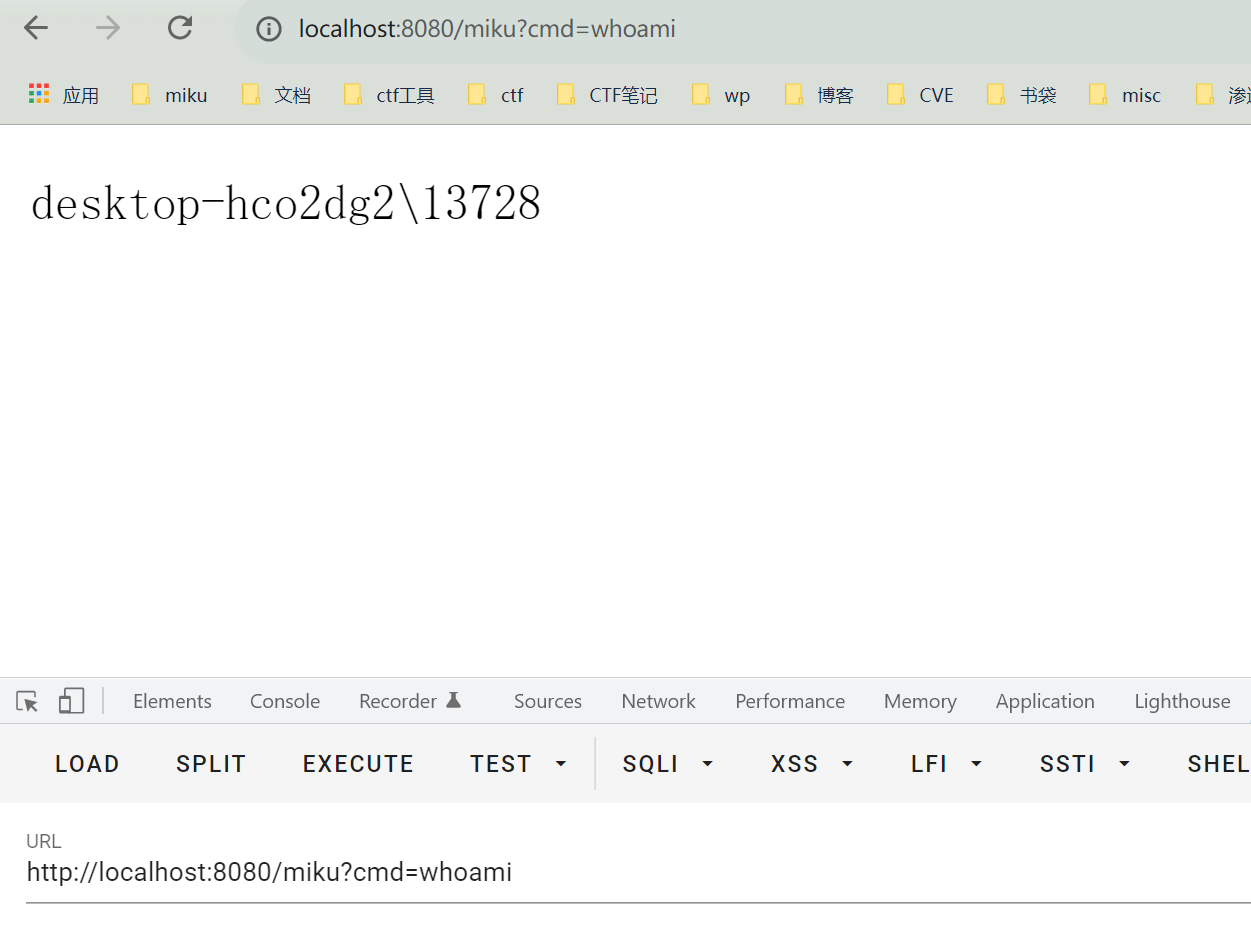 localhost:8080/miku?cmd=whoami
应用 miku 文档 ctf工具 ctf CTF笔记 wp 博客 CVE 书袋 misc
desktop-hco2dg2\13728
Elements Console Recorder Sources Network Performance Memory Application Lighthouse
LOAD SPLIT EXECUTE TEST SQLI XSS LFI SSTI SHEL
URL
http://localhost:8080/miku?cmd=whoami